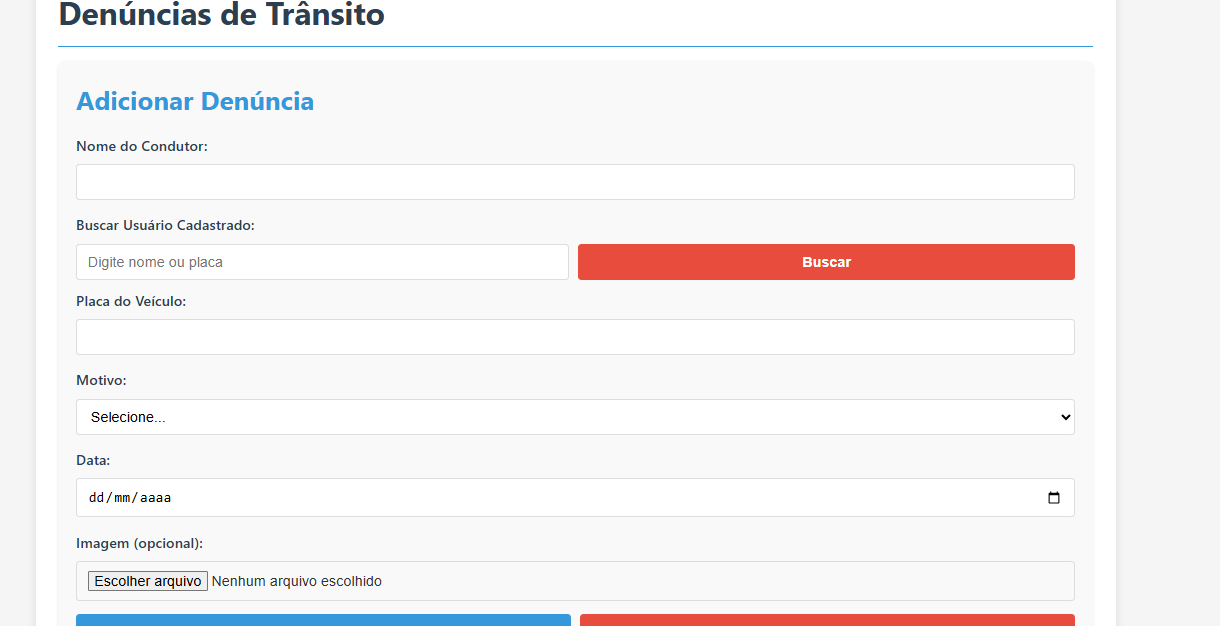 Denúncias de Trânsito
Adicionar Denúncia
Nome do Condutor:
Buscar Usuário Cadastrado:
Digite nome ou placa
Buscar
Placa do Veículo:
Motivo:
Selecione...
Data:
dd/mm/aaaa
Imagem (opcional):
Escolher arquivo Nenhum arquivo escolhido